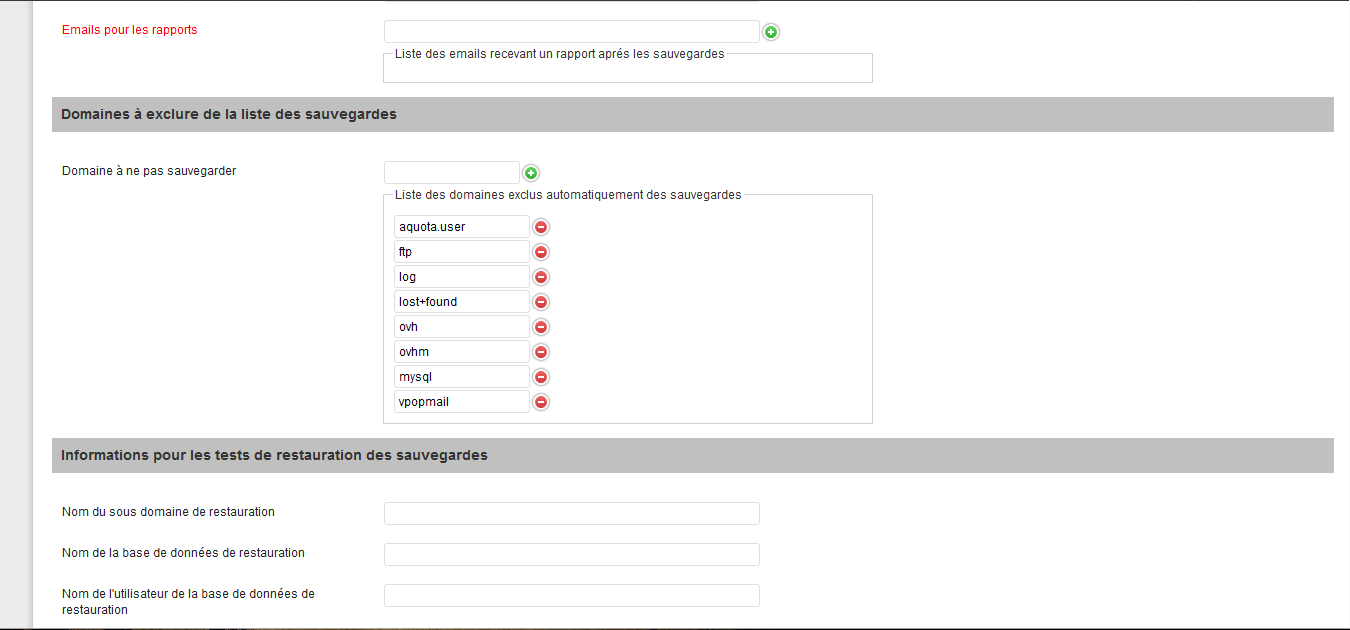 Emails pour les rapports
Liste des emails recevant un rapport aprés les sauvegardes
Domaines à exclure de la liste des sauvegardes
Domaine à ne pas sauvegarder
Liste des domaines exclus automatiquement des sauvegardes
aquota.user
ftp
log
lost+found
ovh
ovhm
mysql
vpopmail
Informations pour les tests de restauration des sauvegardes
Nom du sous domaine de restauration
Nom de la base de données de restauration
Nom de l'utilisateur de la base de données de
restauration